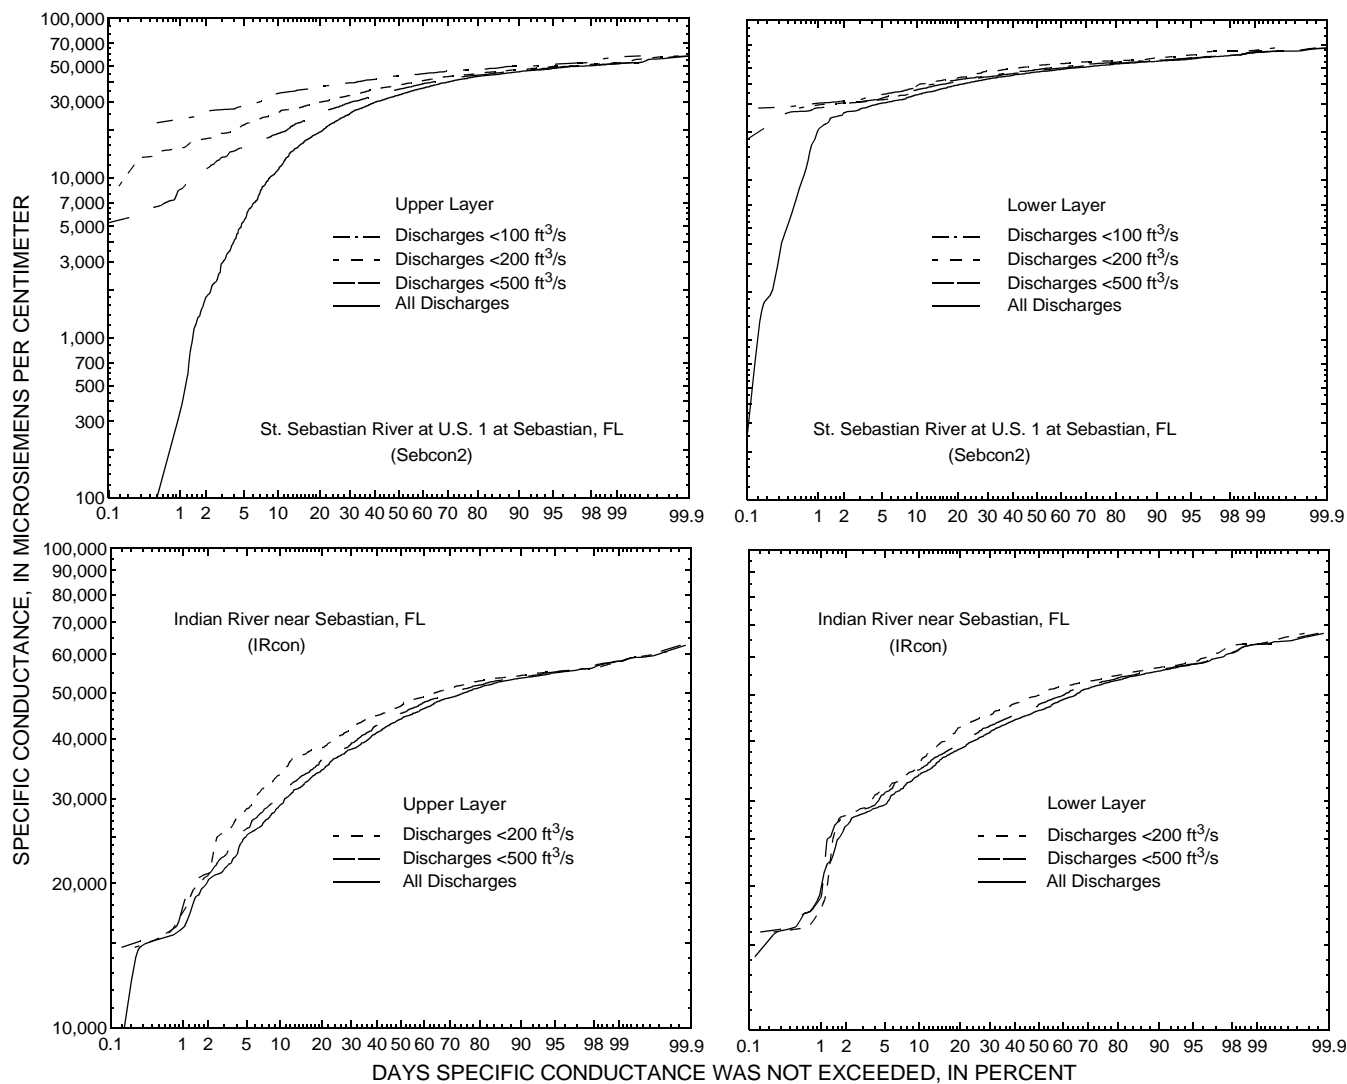 SPECIFIC CONDUCTANCE, IN MICROSIEMENS PER CENTIMETER
100,000
70,000
50,000
30,000
10,000
7,000
5,000
3,000
1,000
700
500
300
100
Upper Layer
Discharges <100 ft³/s
Discharges <200 ft³/s
Discharges <500 ft³/s
All Discharges
St. Sebastian River at U.S. 1 at Sebastian, FL
(Sebcon2)
0.1 1 2 5 10 20 30 40 50 60 70 80 90 95 98 99 99.9
Lower Layer
Discharges <100 ft³/s
Discharges <200 ft³/s
Discharges <500 ft³/s
All Discharges
St. Sebastian River at U.S. 1 at Sebastian, FL
(Sebcon2)
0.1 1 2 5 10 20 30 40 50 60 70 80 90 95 98 99 99.9
100,000
90,000
80,000
70,000
60,000
50,000
40,000
30,000
20,000
10,000
Indian River near Sebastian, FL
(IRcon)
Upper Layer
Discharges <200 ft³/s
Discharges <500 ft³/s
All Discharges
0.1 1 2 5 10 20 30 40 50 60 70 80 90 95 98 99 99.9
Indian River near Sebastian, FL
(IRcon)
Lower Layer
Discharges <200 ft³/s
Discharges <500 ft³/s
All Discharges
0.1 1 2 5 10 20 30 40 50 60 70 80 90 95 98 99 99.9
DAYS SPECIFIC CONDUCTANCE WAS NOT EXCEEDED, IN PERCENT